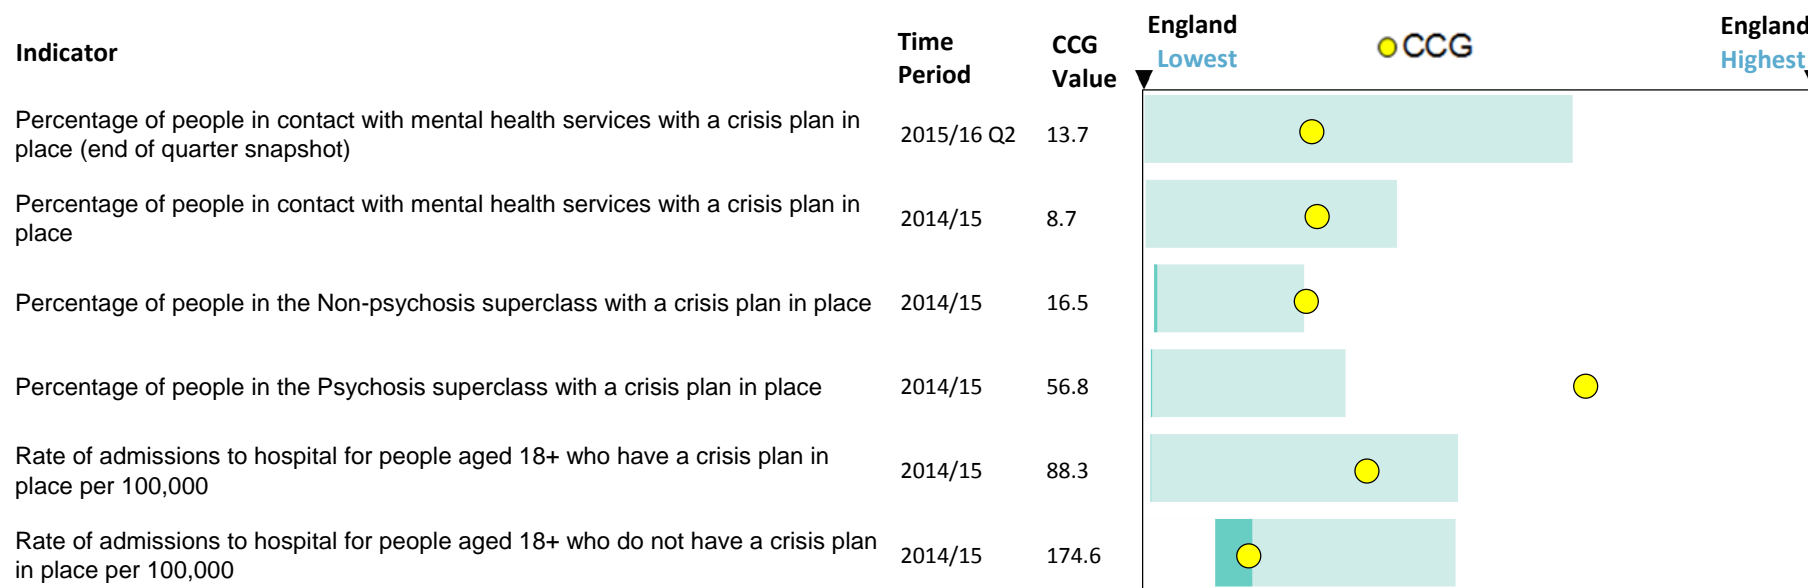 Indicator
Time
Period
CCG
Value
England
Lowest
CCG
England
Highest
Percentage of people in contact with mental health services with a crisis plan in
place (end of quarter snapshot)
2015/16 Q2
13.7
Percentage of people in contact with mental health services with a crisis plan in
place
2014/15
8.7
Percentage of people in the Non-psychosis superclass with a crisis plan in place
2014/15
16.5
Percentage of people in the Psychosis superclass with a crisis plan in place
2014/15
56.8
Rate of admissions to hospital for people aged 18+ who have a crisis plan in
place per 100,000
2014/15
88.3
Rate of admissions to hospital for people aged 18+ who do not have a crisis plan
in place per 100,000
2014/15
174.6